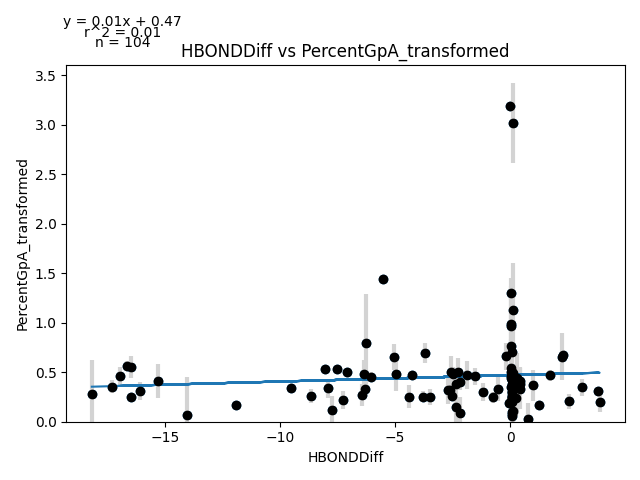 y = 0.01x + 0.47
r^2 = 0.01
n = 104
HBONDDiff vs PercentGpA_transformed
PercentGpA_transformed
3.5
3.0
2.5
2.0
1.5
1.0
0.5
0.0
−15
−10
−5
0
HBONDDiff